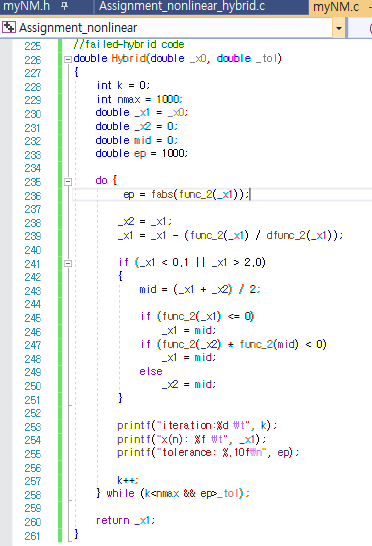 myNM.h
Assignment_nonlinear_hybrid.c
myNM.c
Assignment_nonlinear
225 //failed-hybrid code
226 double Hybrid(double _x0, double _tol)
227 {
228 int k = 0;
229 int nmax = 1000;
230 double _x1 = _x0;
231 double _x2 = 0;
232 double mid = 0;
233 double ep = 1000;
234
235 do {
236 ep = fabs(func_2(_x1));
237
238 _x2 = _x1;
239 _x1 = _x1 - (func_2(_x1) / dfunc_2(_x1));
240
241 if (_x1 < 0.1 || _x1 > 2.0)
242 {
243 mid = (_x1 + _x2) / 2;
244
245 if (func_2(_x1) <= 0)
246 _x1 = mid;
247 if (func_2(_x2) * func_2(mid) < 0)
248 _x1 = mid;
249 else
250 _x2 = mid;
251 }
252
253 printf("iteration:%d ₩t", k);
254 printf("x(n): %f ₩t", _x1);
255 printf("tolerance: %.10f₩n", ep);
256
257 k++;
258 } while (k<nmax && ep>_tol);
259
260 return _x1;
261 }